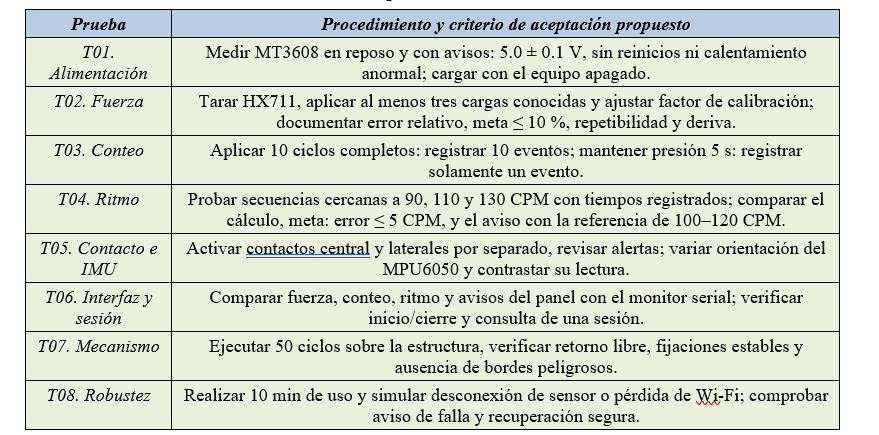 Prueba Procedimiento y criterio de aceptación propuesto
T01. Alimentación Medir MT3608 en reposo y con avisos: 5.0 ± 0.1 V, sin reinicios ni calentamiento
anormal; cargar con el equipo apagado.
T02. Fuerza Tarar HX711, aplicar al menos tres cargas conocidas y ajustar factor de calibración;
documentar error relativo, meta ≤ 10 %, repetibilidad y deriva.
T03. Conteo Aplicar 10 ciclos completos: registrar 10 eventos; mantener presión 5 s: registrar
solamente un evento.
T04. Ritmo Probar secuencias cercanas a 90, 110 y 130 CPM con tiempos registrados; comparar el
cálculo, meta: error ≤ 5 CPM, y el aviso con la referencia de 100–120 CPM.
T05. Contacto e IMU Activar contactos central y laterales por separado, revisar alertas; variar orientación del
MPU6050 y contrastar su lectura.
T06. Interfaz y sesión Comparar fuerza, conteo, ritmo y avisos del panel con el monitor serial; verificar
inicio/cierre y consulta de una sesión.
T07. Mecanismo Ejecutar 50 ciclos sobre la estructura, verificar retorno libre, fijaciones estables y
ausencia de bordes peligrosos.
T08. Robustez Realizar 10 min de uso y simular desconexión de sensor o pérdida de Wi-Fi; comprobar
aviso de falla y recuperación segura.